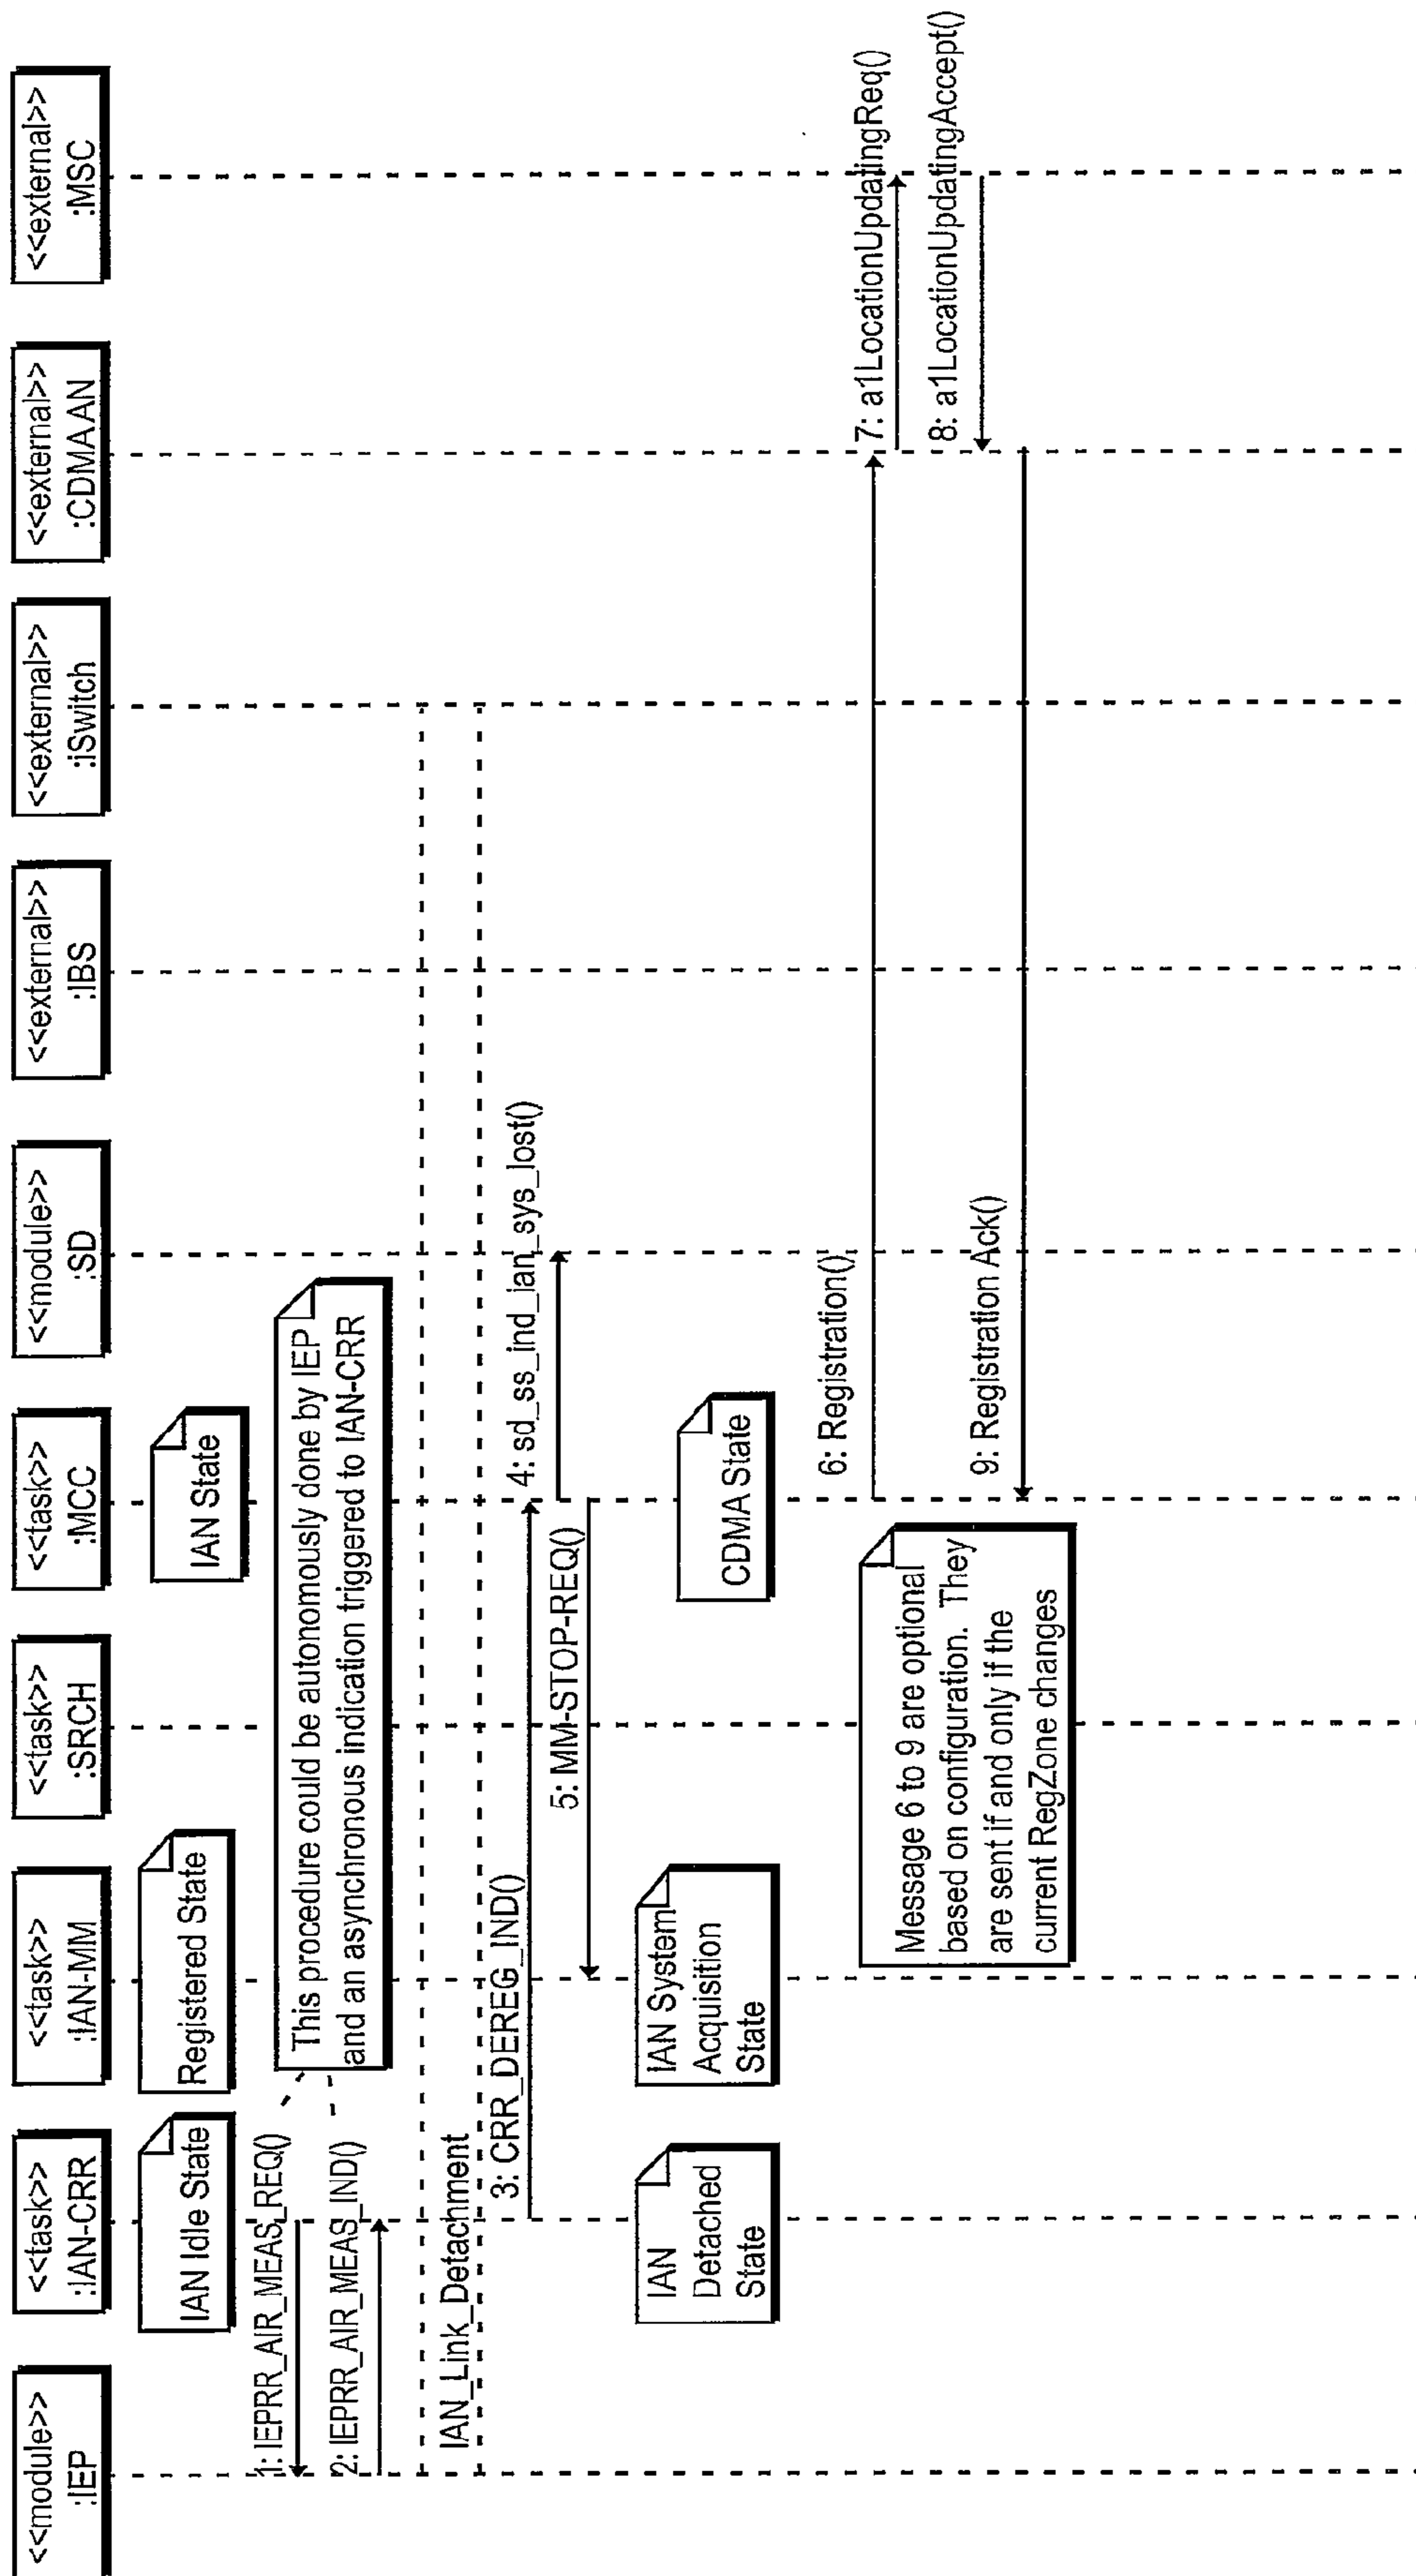 <<module>>
:IEP
<<task>>
:IAN-CRR
<<task>>
:IAN-MM
<<task>>
:SRCH
<<task>>
:MCC
<<module>>
:SD
<<external>>
:IBS
<<external>>
:iSwitch
<<external>>
:CDMA AN
<<external>>
:MSC
IAN Idle State
Registered State
IAN State
1: IEPRR_AIR_MEAS_REQ()
This procedure could be autonomously done by IEP
and an asynchronous indication triggered to IAN-CRR
2: IEPRR_AIR_MEAS_IND()
IAN_Link_Detachment
3: CRR_DEREG_IND()
4: sd_ss_ind_ian_sys_lost()
5: MM-STOP-REQ()
IAN
Detached
State
IAN System
Acquisition
State
CDMA State
6: Registration()
7: a1LocationUpdatingReq()
8: a1LocationUpdatingAccept()
9: Registration Ack()
Message 6 to 9 are optional
based on configuration. They
are sent if and only if the
current RegZone changes